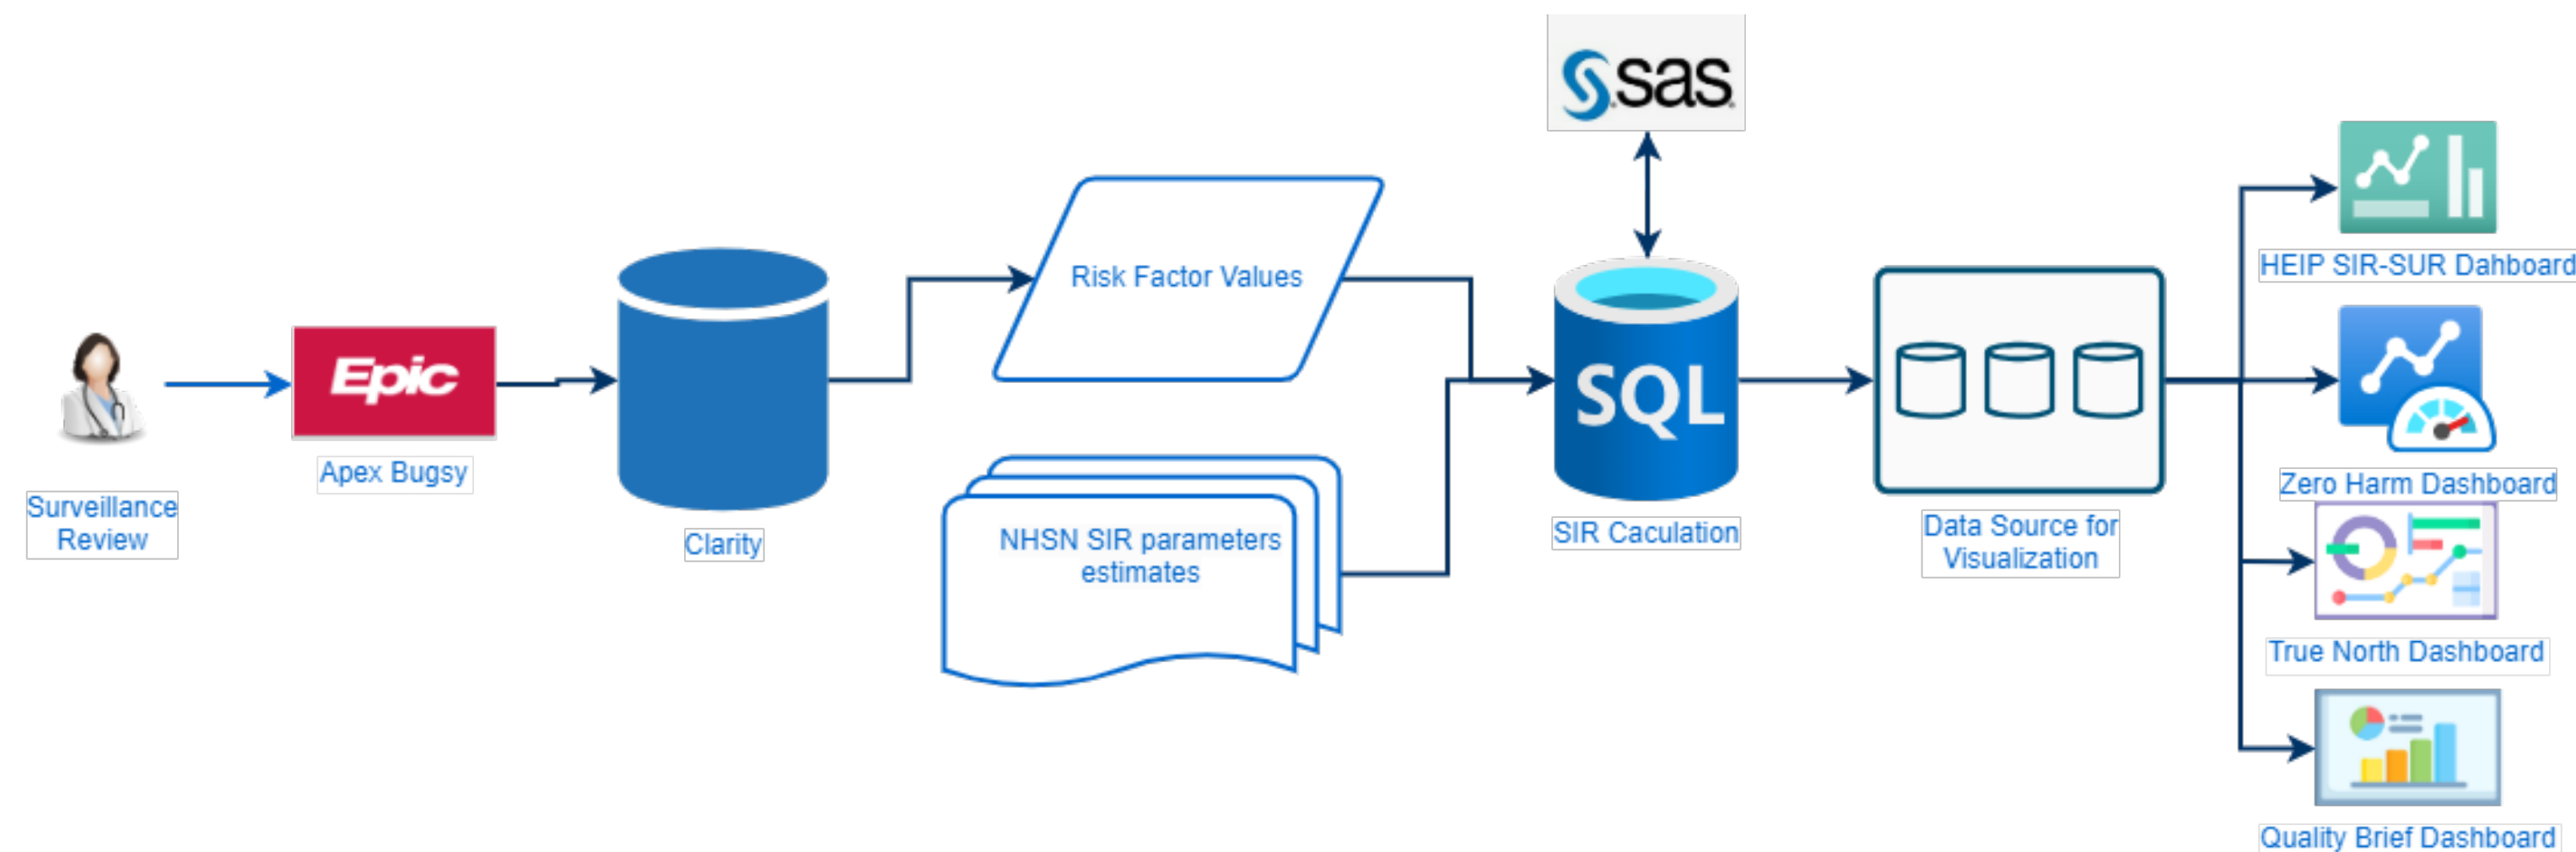 Surveillance
Review
Epic
Apex Bugsy
Clarity
Risk Factor Values
NHSN SIR parameters
estimates
sas
SQL
SIR Caculation
Data Source for
Visualization
HEIP SIR-SUR Dahboard
Zero Harm Dashboard
True North Dashboard
Quality Brief Dashboard